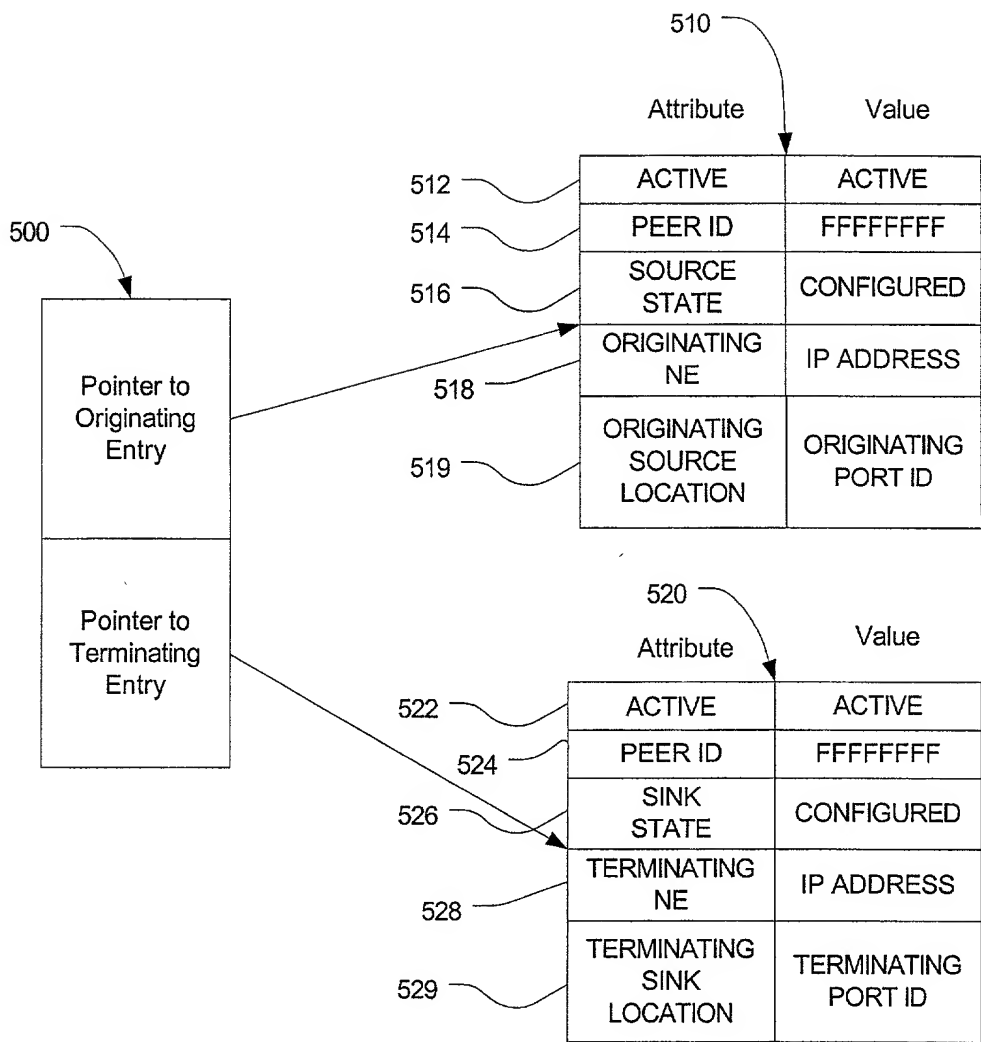 510
Attribute Value
512 ACTIVE ACTIVE
514 PEER ID FFFFFFFF
516 SOURCE
STATE CONFIGURED
518 ORIGINATING
NE IP ADDRESS
519 ORIGINATING
SOURCE
LOCATION ORIGINATING
PORT ID
500
Pointer to
Originating
Entry
Pointer to
Terminating
Entry
520
Attribute Value
522 ACTIVE ACTIVE
524 PEER ID FFFFFFFF
526 SINK
STATE CONFIGURED
528 TERMINATING
NE IP ADDRESS
529 TERMINATING
SINK
LOCATION TERMINATING
PORT ID